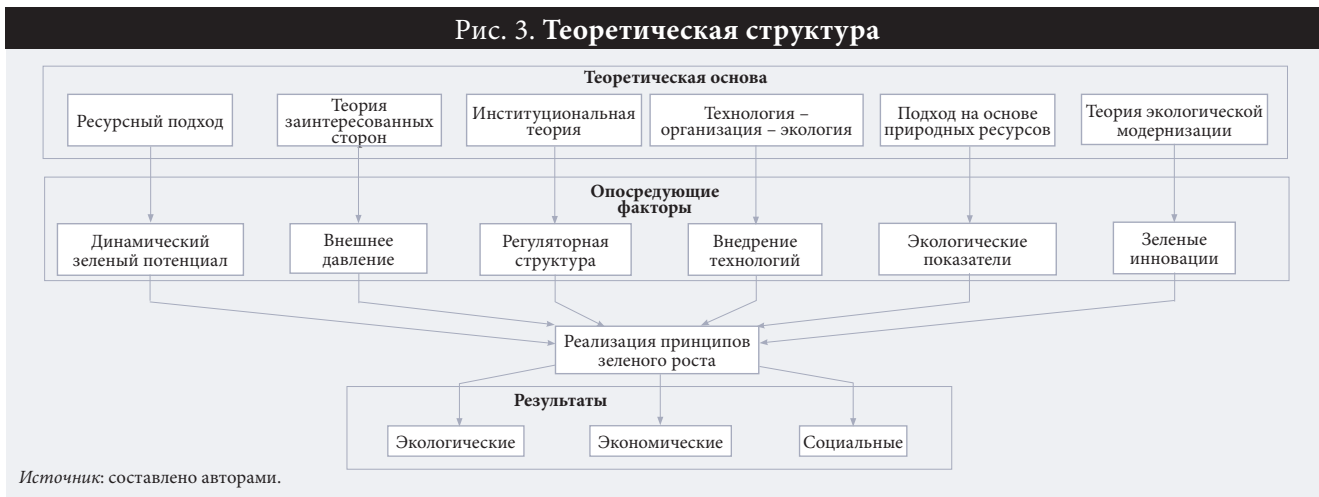 Рис. 3. Теоретическая структура
Теоретическая основа
Ресурсный подход
Теория
заинтересованных
сторон
Институциональная
теория
Технология –
организация – экология
Подход на основе
природных ресурсов
Теория экологической
модернизации
Опосредующие
факторы
Динамический
зеленый потенциал
Внешнее
давление
Регуляторная
структура
Внедрение
технологий
Экологические
показатели
Зеленые
инновации
Реализация принципов
зеленого роста
Результаты
Экологические
Экономические
Социальные
Источник: составлено авторами.